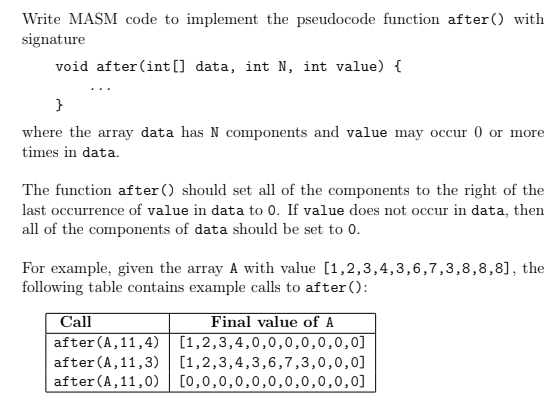 Write MASM code to implement the pseudocode function after() with
signature
void after(int[] data, int N, int value) {
...
}
where the array data has N components and value may occur 0 or more
times in data.
The function after() should set all of the components to the right of the
last occurrence of value in data to 0. If value does not occur in data, then
all of the components of data should be set to 0.
For example, given the array A with value [1,2,3,4,3,6,7,3,8,8,8], the
following table contains example calls to after():
Call Final value of A
after(A,11,4) [1,2,3,4,0,0,0,0,0,0,0]
after(A,11,3) [1,2,3,4,3,6,7,3,0,0,0]
after(A,11,0) [0,0,0,0,0,0,0,0,0,0,0]